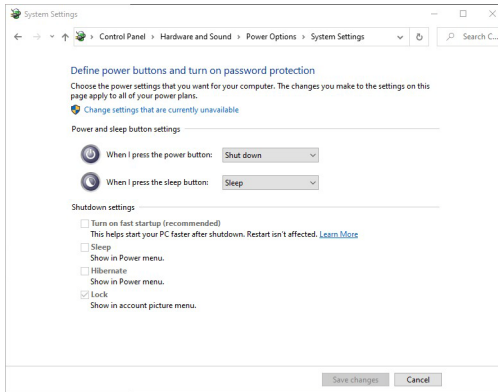 System Settings
Control Panel > Hardware and Sound > Power Options > System Settings
Search C...
Define power buttons and turn on password protection
Choose the power settings that you want for your computer. The changes you make to the settings on this
page apply to all of your power plans.
Change settings that are currently unavailable
Power and sleep button settings
When I press the power button: Shut down
When I press the sleep button: Sleep
Shutdown settings
Turn on fast startup (recommended)
This helps start your PC faster after shutdown. Restart isn't affected. Learn More
Sleep
Show in Power menu.
Hibernate
Show in Power menu.
Lock
Show in account picture menu.
Save changes Cancel